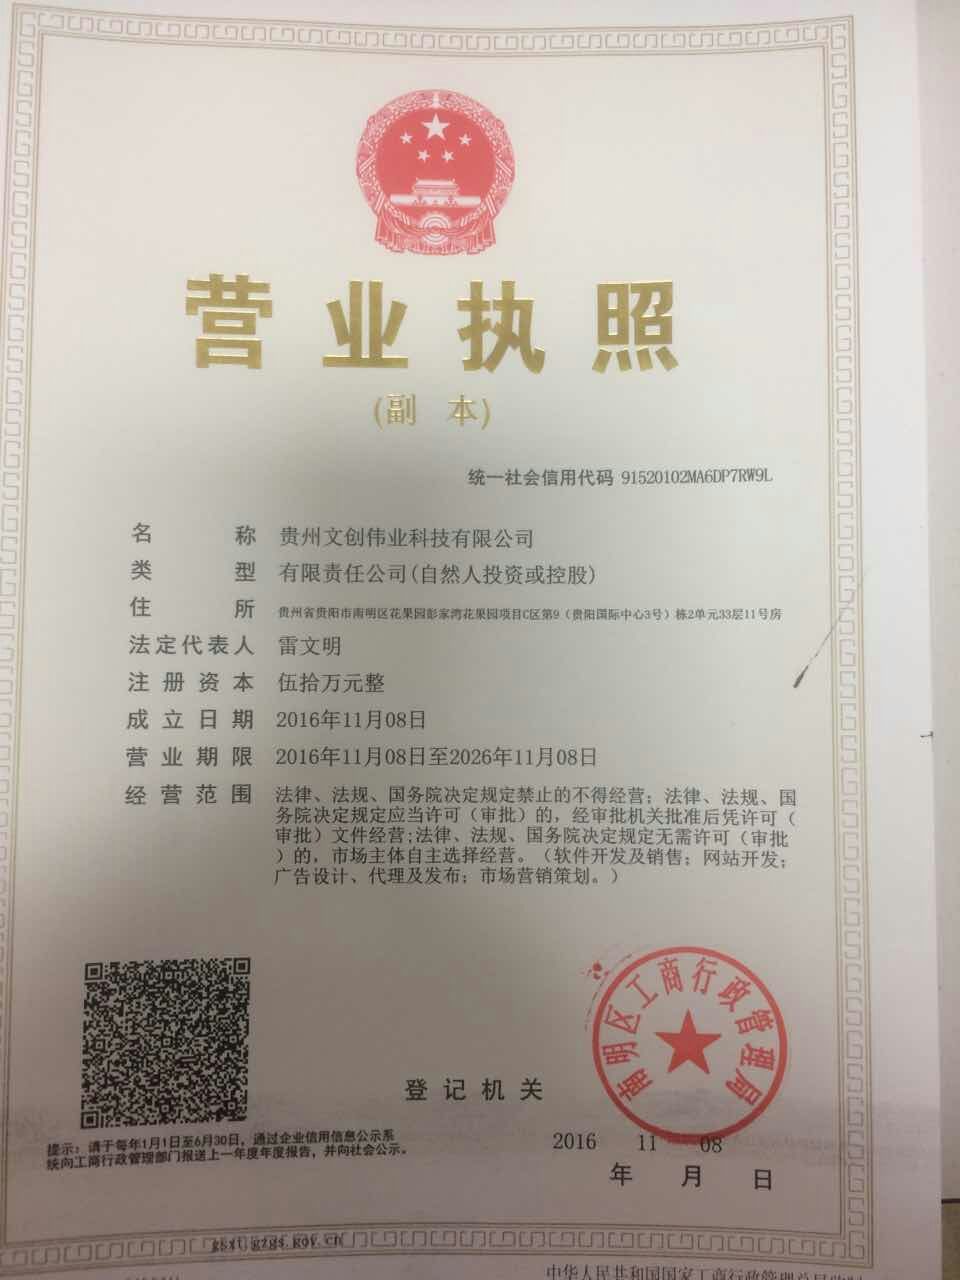 营业执照
(副 本)
统一社会信用代码 91520102MA6DP7RW9L
名 称 贵州文创伟业科技有限公司
类 型 有限责任公司(自然人投资或控股)
住 所 贵州省贵阳市南明区花果园彭家湾花果园项目C区第9（贵阳国际中心3号）栋2单元33层11号房
法定代表人 雷文明
注册资本 伍拾万元整
成立日期 2016年11月08日
营业期限 2016年11月08日至2026年11月08日
经营范围 法律、法规、国务院决定规定禁止的不得经营；法律、法规、国
务院决定规定应当许可（审批）的，经审批机关批准后凭许可（
审批）文件经营;法律、法规、国务院决定规定无需许可（审批
）的，市场主体自主选择经营。（软件开发及销售；网站开发；
广告设计、代理及发布；市场营销策划。）
南明区工商行政管理局
登记机关
2016 11 08
年 月 日
提示：请于每年1月1日至6月30日，通过企业信用信息公示系
统向工商行政管理部门报送上一年度年度报告，并向社会公示。
gsxt.gzgs.gov.cn
中华人民共和国国家工商行政管理总局监制